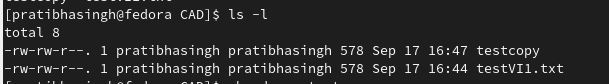 [pratibhasingh@fedora CAD]$ ls -l
total 8
-rw-rw-r--. 1 pratibhasingh pratibhasingh 578 Sep 17 16:47 testcopy
-rw-rw-r--. 1 pratibhasingh pratibhasingh 578 Sep 17 16:44 testVI1.txt